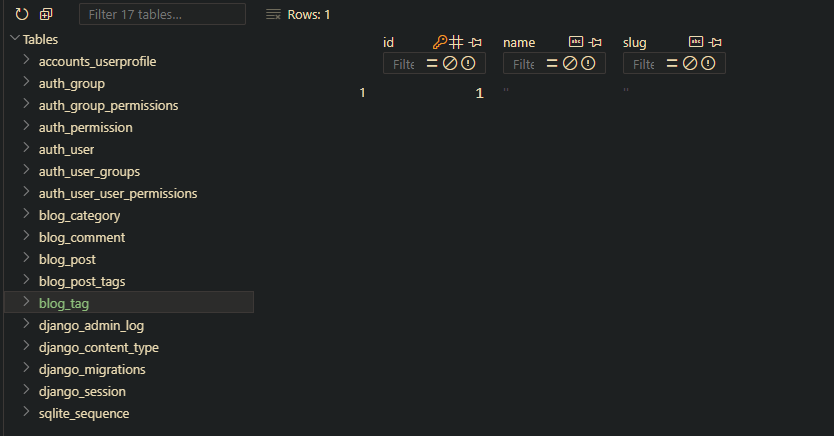 Filter 17 tables...
Rows: 1
Tables
accounts_userprofile
auth_group
auth_group_permissions
auth_permission
auth_user
auth_user_groups
auth_user_user_permissions
blog_category
blog_comment
blog_post
blog_post_tags
blog_tag
django_admin_log
django_content_type
django_migrations
django_session
sqlite_sequence
id name slug
Filte Filte Filte
1 1 '' ''